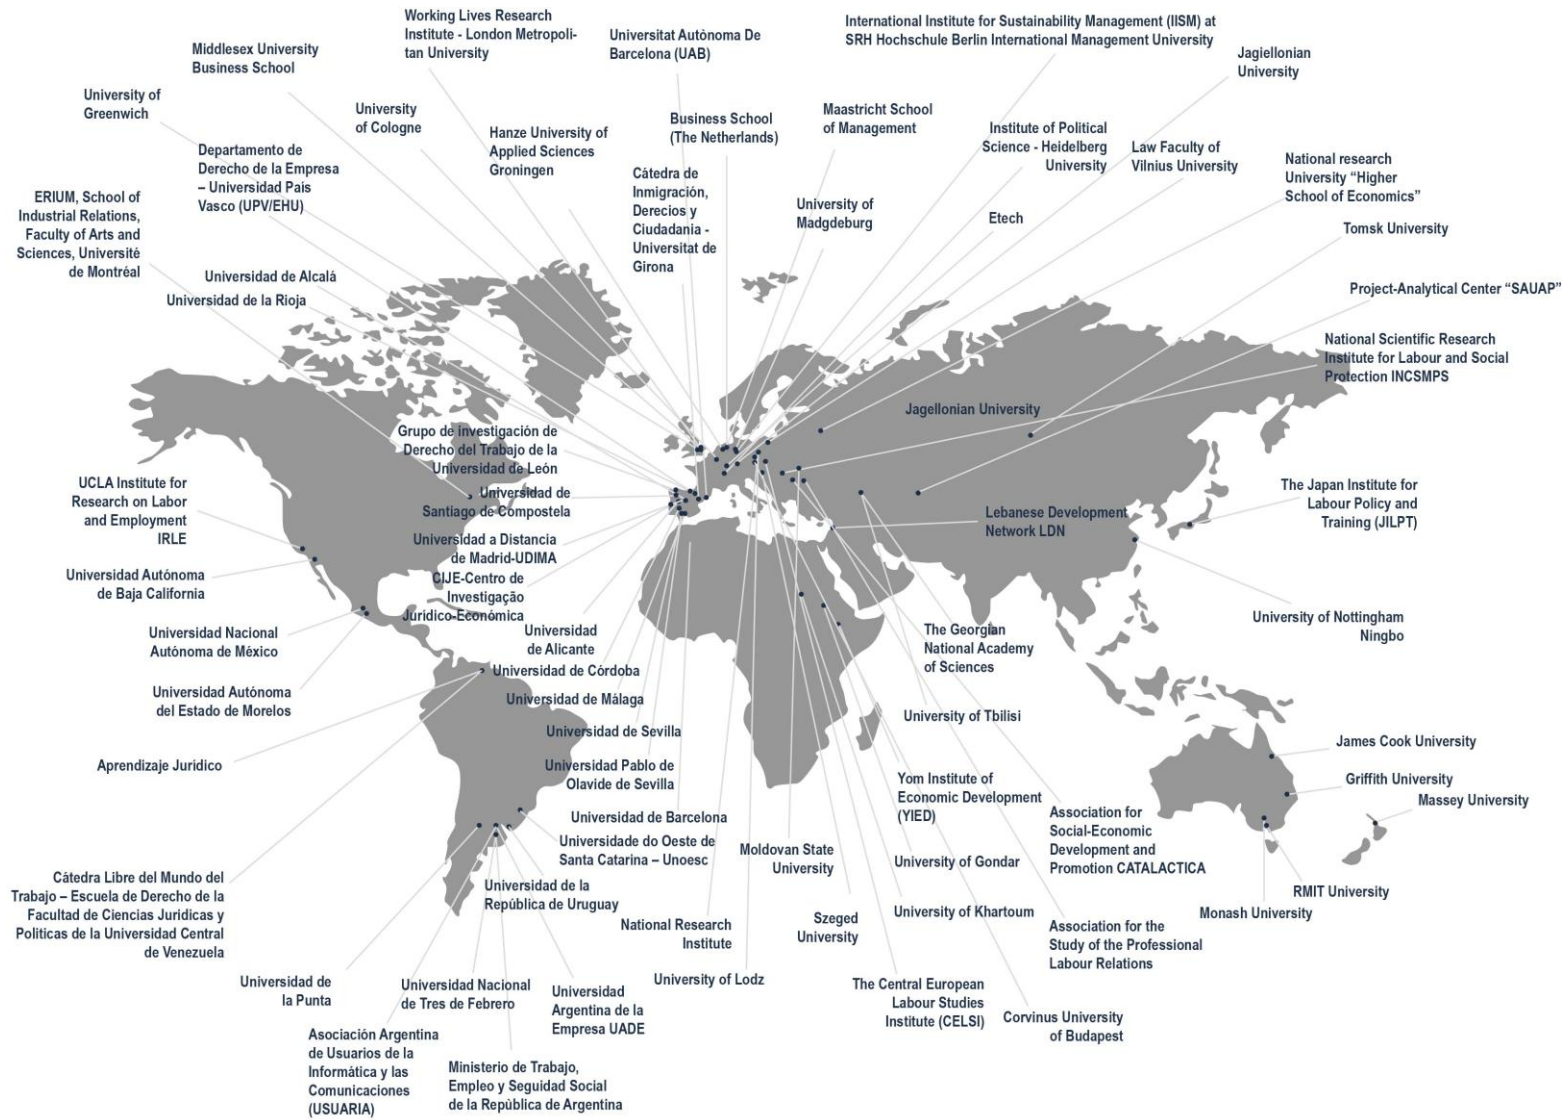 Working Lives Research
Institute - London Metropoli-
tan University
Universitat Autònoma De
Barcelona (UAB)
International Institute for Sustainability Management (IISM) at
SRH Hochschule Berlin International Management University
Middlesex University
Business School
Jagiellonian
University
University of
Greenwich
University
of Cologne
Hanze University of
Applied Sciences
Groningen
Business School
(The Netherlands)
Maastricht School
of Management
Institute of Political
Science - Heidelberg
University
Law Faculty of
Vilnius University
National research
University “Higher
School of Economics”
Departamento de
Derecho de la Empresa
– Universidad País
Vasco (UPV/EHU)
Cátedra de
Inmigración,
Derecios y
Ciudadania -
Universitat de
Girona
University of
Madgdeburg
Etech
Tomsk University
ERIUM, School of
Industrial Relations,
Faculty of Arts and
Sciences, Université
de Montréal
Universidad de Alcalá
Universidad de la Rioja
Project-Analytical Center “SAUAP”
National Scientific Research
Institute for Labour and Social
Protection INCSMPS
Jagellonian University
Grupo de investigación de
Derecho del Trabajo de la
Universidad de León
UCLA Institute for
Research on Labor
and Employment
IRLE
Universidad de
Santiago de Compostela
The Japan Institute for
Labour Policy and
Training (JILPT)
Lebanese Development
Network LDN
Universidad a Distancia
de Madrid-UDIMA
Universidad Autónoma
de Baja California
CIJE-Centro de
Investigação
Jurídico-Económica
Universidad Nacional
Autónoma de México
Universidad
de Alicante
The Georgian
National Academy
of Sciences
University of Nottingham
Ningbo
Universidad de Córdoba
Universidad Autónoma
del Estado de Morelos
Universidad de Málaga
University of Tbilisi
Universidad de Sevilla
James Cook University
Aprendizaje Jurídico
Universidad Pablo de
Olavide de Sevilla
Yom Institute of
Economic Development
(YIED)
Griffith University
Massey University
Universidad de Barcelona
Association for
Social-Economic
Development and
Promotion CATALACTICA
Universidade do Oeste de
Santa Catarina – Unoesc
Moldovan State
University
University of Gondar
Cátedra Libre del Mundo del
Trabajo – Escuela de Derecho de la
Facultad de Ciencias Juridicas y
Politicas de la Universidad Central
de Venezuela
Universidad de la
República de Uruguay
RMIT University
Monash University
National Research
Institute
Szeged
University
University of Khartoum
Association for the
Study of the Professional
Labour Relations
Universidad de
la Punta
Universidad Nacional
de Tres de Febrero
Universidad
Argentina de la
Empresa UADE
University of Lodz
The Central European
Labour Studies
Institute (CELSI)
Corvinus University
of Budapest
Asociación Argentina
de Usuarios de la
Informática y las
Comunicaciones
(USUARIA)
Ministerio de Trabajo,
Empleo y Seguidad Social
de la Repùblica de Argentina